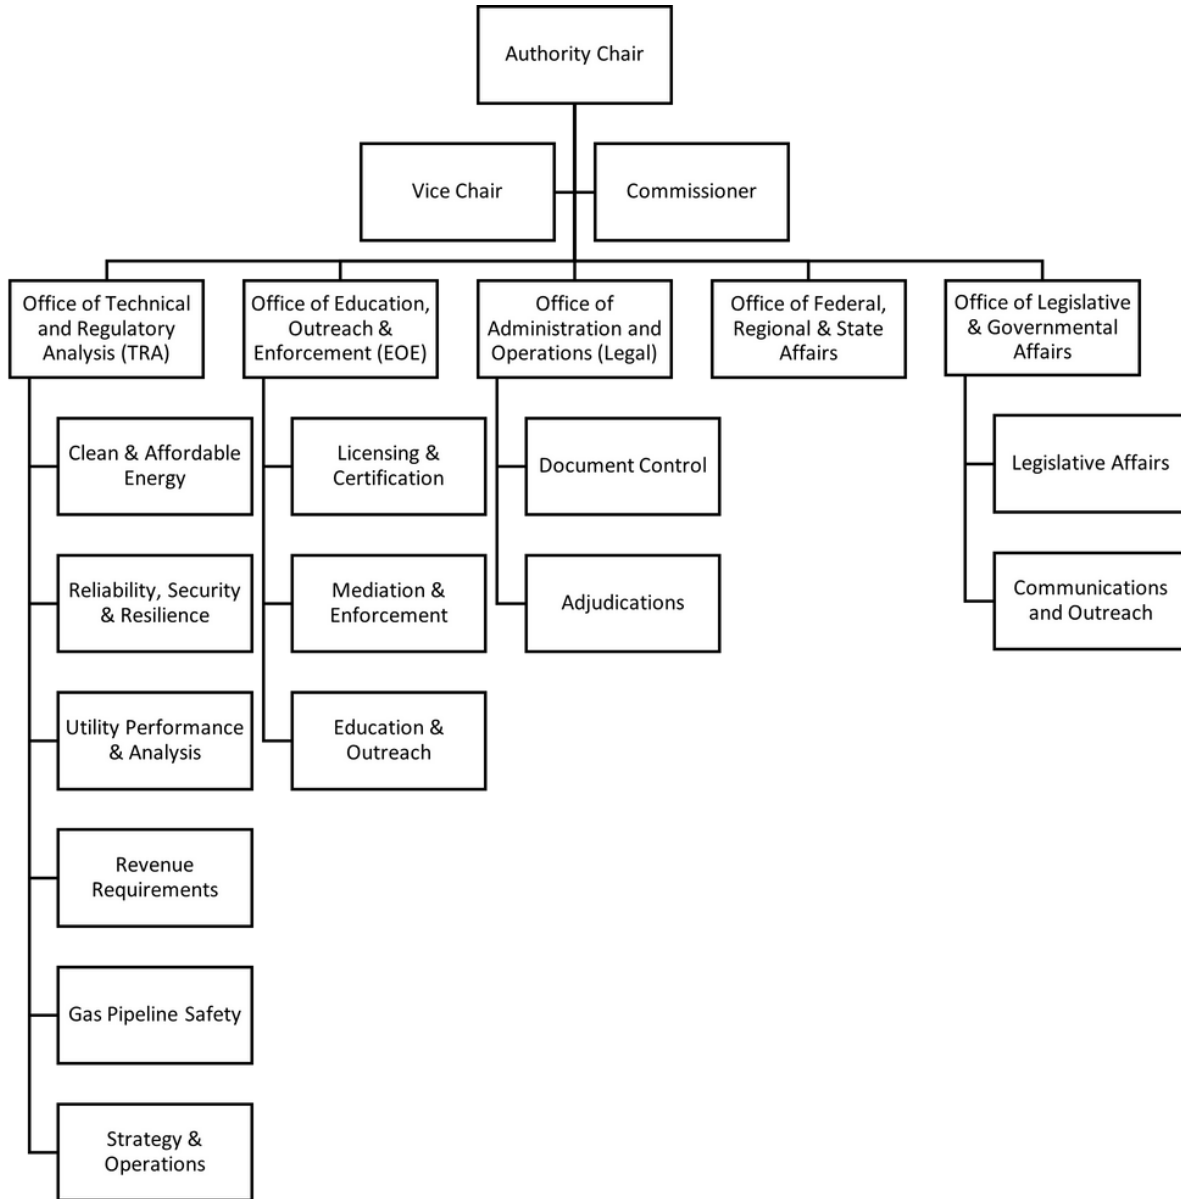 Authority Chair
Vice Chair
Commissioner
Office of Technical
and Regulatory
Analysis (TRA)
Office of Education,
Outreach &
Enforcement (EOE)
Office of
Administration and
Operations (Legal)
Office of Federal,
Regional & State
Affairs
Office of Legislative
& Governmental
Affairs
Clean & Affordable
Energy
Reliability, Security
& Resilience
Utility Performance
& Analysis
Revenue
Requirements
Gas Pipeline Safety
Strategy &
Operations
Licensing &
Certification
Mediation &
Enforcement
Education &
Outreach
Document Control
Adjudications
Legislative Affairs
Communications
and Outreach